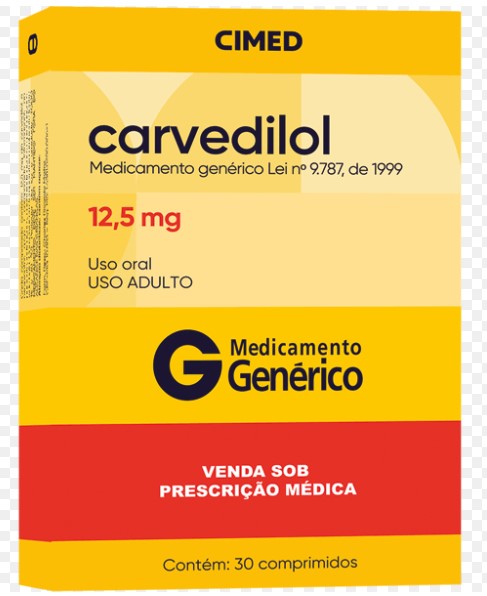 CIMED
carvedilol
Medicamento genérico Lei nº 9.787, de 1999
12,5 mg
Uso oral
USO ADULTO
G Medicamento
Genérico
VENDA SOB
PRESCRIÇÃO MÉDICA
Contém: 30 comprimidos